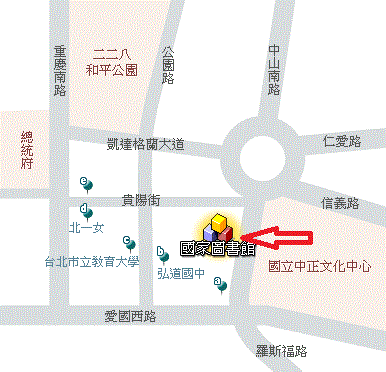 重慶南路
二二八
和平公園
公園路
中山南路
凱達格蘭大道
仁愛路
總統府
貴陽街
信義路
北一女
國家圖書館
台北市立教育大學
弘道國中
國立中正文化中心
愛國西路
羅斯福路